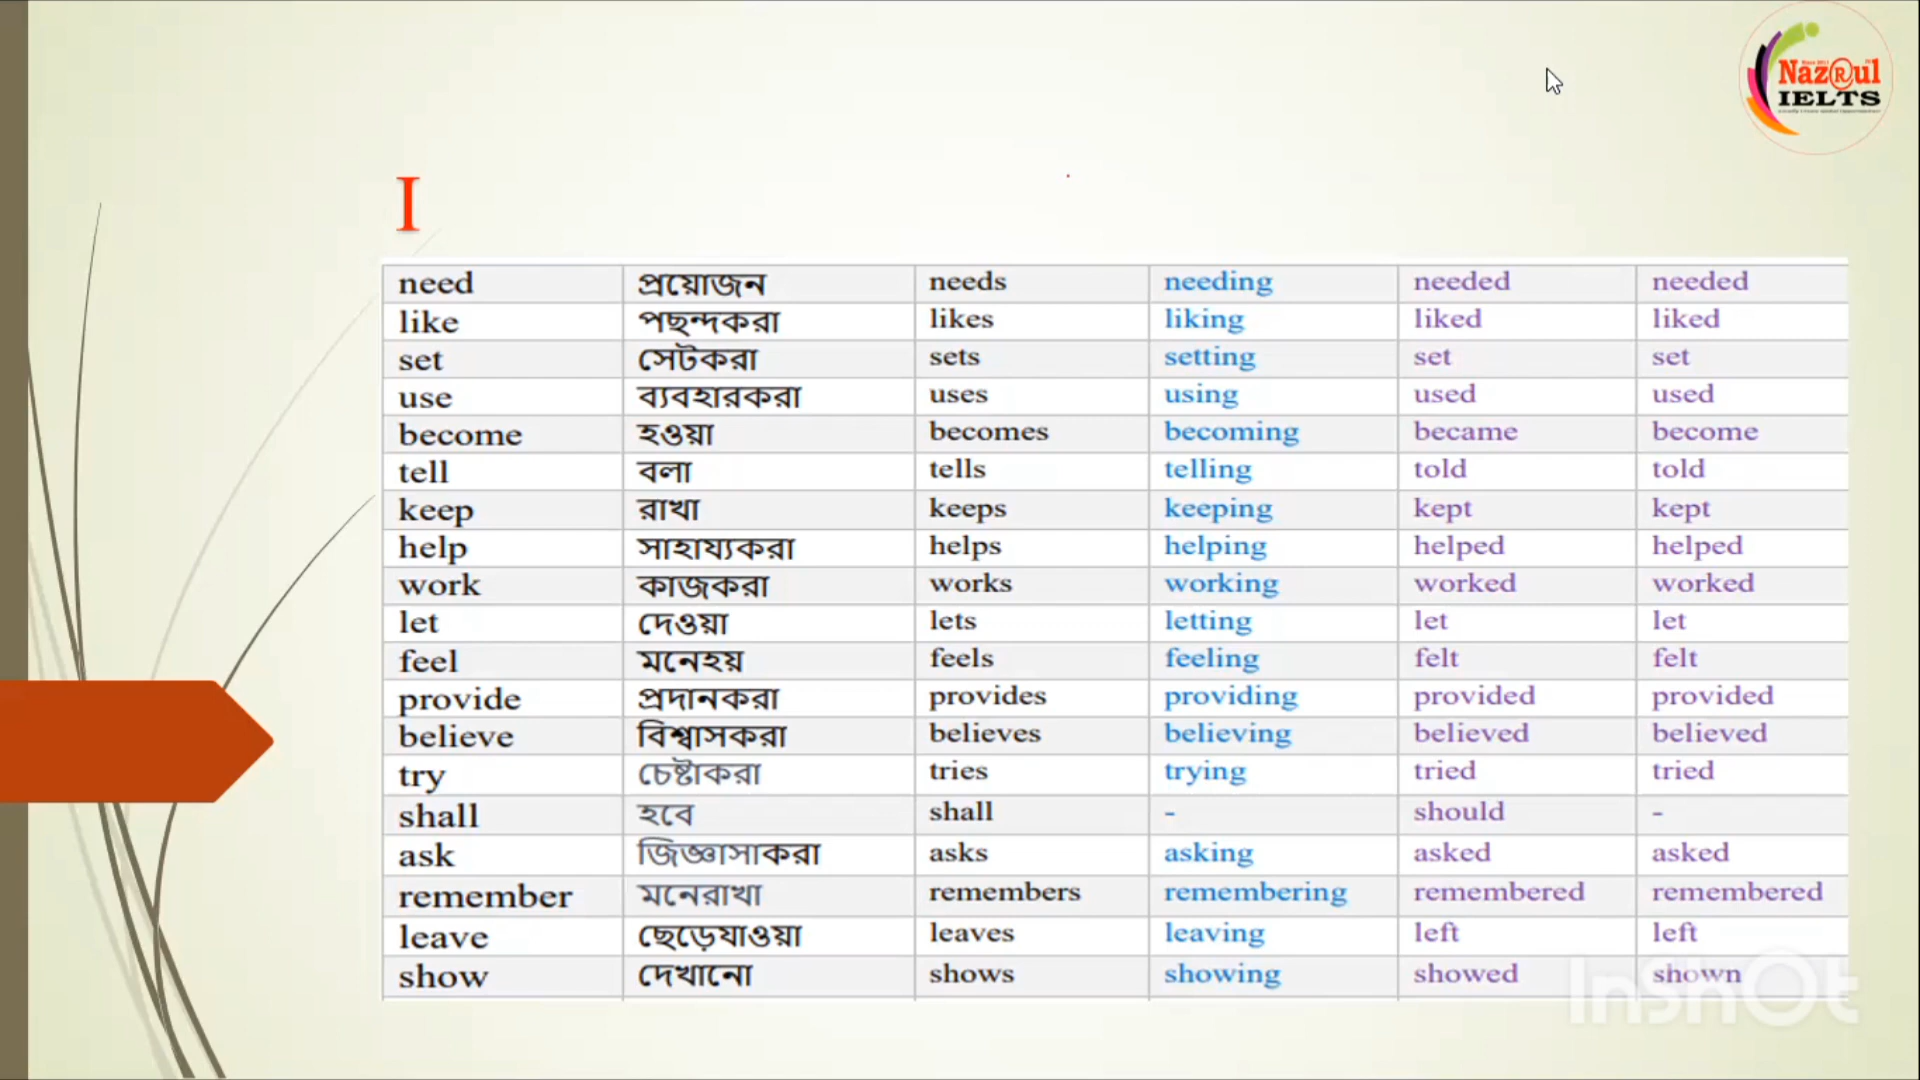 NazRul
IELTS
I
need প্রয়োজন needs needing needed needed
like পছন্দকরা likes liking liked liked
set সেটকরা sets setting set set
use ব্যবহারকরা uses using used used
become হওয়া becomes becoming became become
tell বলা tells telling told told
keep রাখা keeps keeping kept kept
help সাহায্যকরা helps helping helped helped
work কাজকরা works working worked worked
let দেওয়া lets letting let let
feel মনেহয় feels feeling felt felt
provide প্রদানকরা provides providing provided provided
believe বিশ্বাসকরা believes believing believed believed
try চেষ্টাকরা tries trying tried tried
shall হবে shall - should -
ask জিজ্ঞাসাকরা asks asking asked asked
remember মনেরাখা remembers remembering remembered remembered
leave ছেড়েযাওয়া leaves leaving left left
show দেখানো shows showing showed shown
InShOt